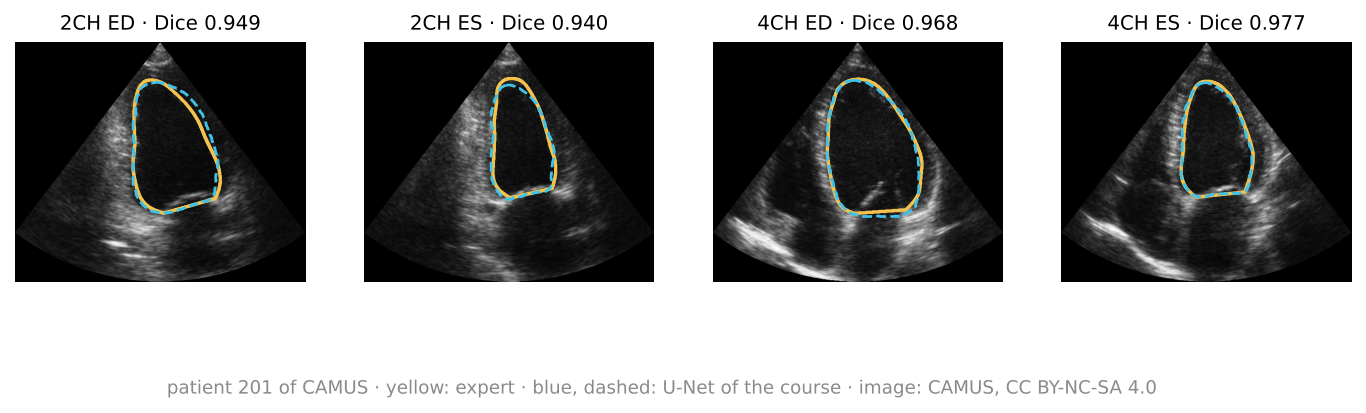 2CH ED · Dice 0.949
2CH ES · Dice 0.940
4CH ED · Dice 0.968
4CH ES · Dice 0.977
patient 201 of CAMUS · yellow: expert · blue, dashed: U-Net of the course · image: CAMUS, CC BY-NC-SA 4.0